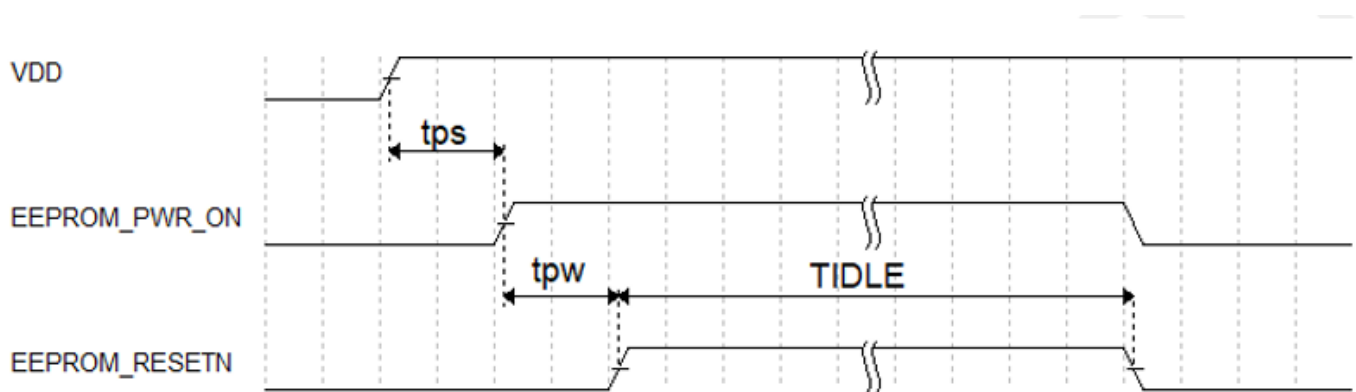 VDD
tps
EEPROM_PWR_ON
tpw
TIDLE
EEPROM_RESETN